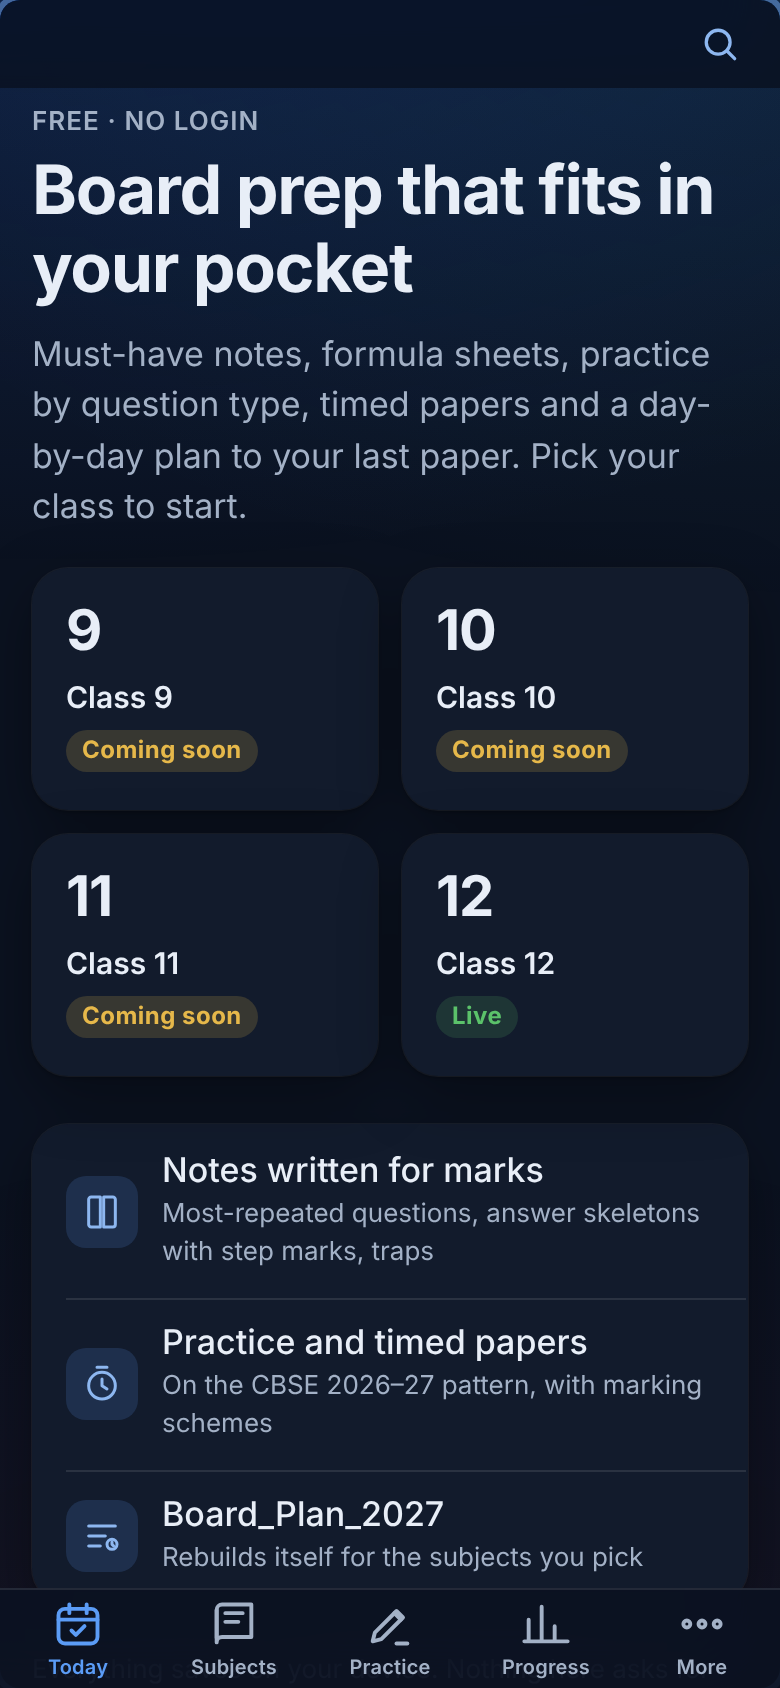 FREE · NO LOGIN
Board prep that fits in
your pocket
Must-have notes, formula sheets, practice
by question type, timed papers and a day-
by-day plan to your last paper. Pick your
class to start.
9
Class 9
Coming soon
10
Class 10
Coming soon
11
Class 11
Coming soon
12
Class 12
Live
Notes written for marks
Most-repeated questions, answer skeletons
with step marks, traps
Practice and timed papers
On the CBSE 2026–27 pattern, with marking
schemes
Board_Plan_2027
Rebuilds itself for the subjects you pick
Today
Subjects
Practice
Progress
More